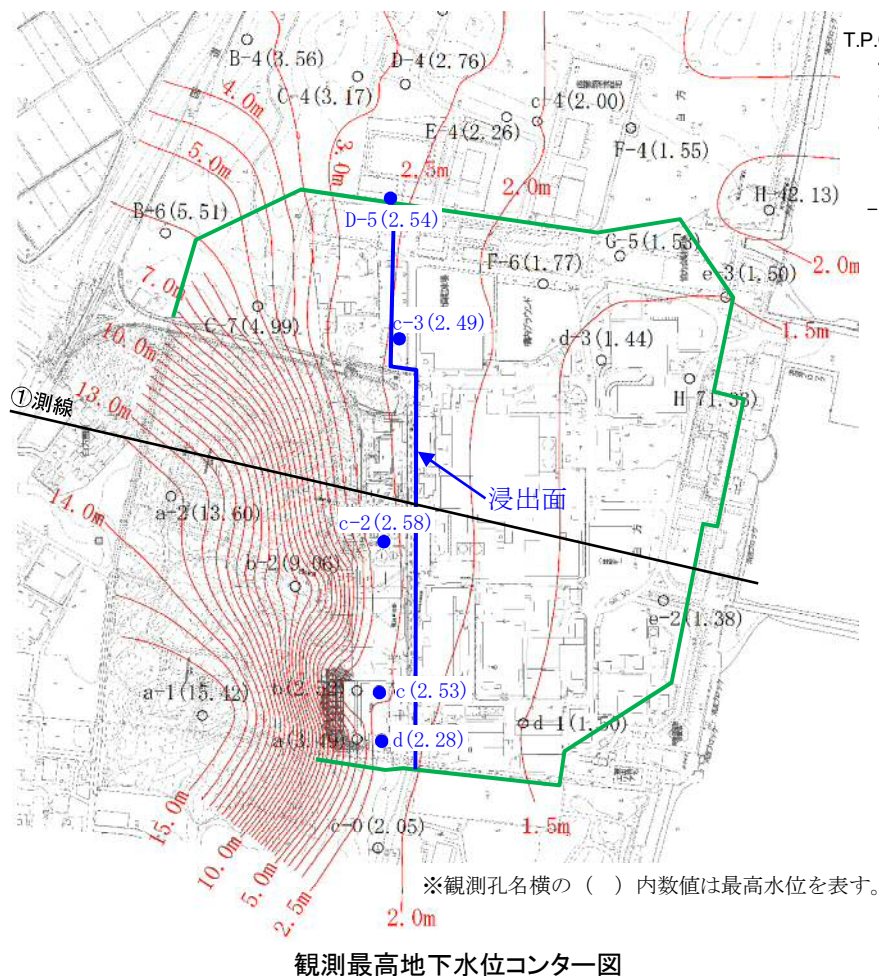 T.P.
B-4(3.56)
D-4(2.76)
C-4(3.17)
c-4(2.00)
E-4(2.26)
F-4(1.55)
4.0m
3.0m
2.5m
2.0m
5.0m
B-6(5.51)
D-5(2.54)
H-4(2.13)
G-5(1.53)
F-6(1.77)
e-3(1.50)
2.0m
7.0m
C-7(4.99)
c-3(2.49)
d-3(1.44)
1.5m
10.0m
①測線
13.0m
14.0m
a-2(13.60)
浸出面
c-2(2.58)
b-2(9.06)
e-2(1.38)
a-1(15.42)
c(2.53)
a(3.49)
d(2.28)
d-1(1.50)
15.0m
c-0(2.05)
1.5m
10.0m
5.0m
2.5m
2.0m
※観測孔名横の（　）内数値は最高水位を表す。
観測最高地下水位コンター図